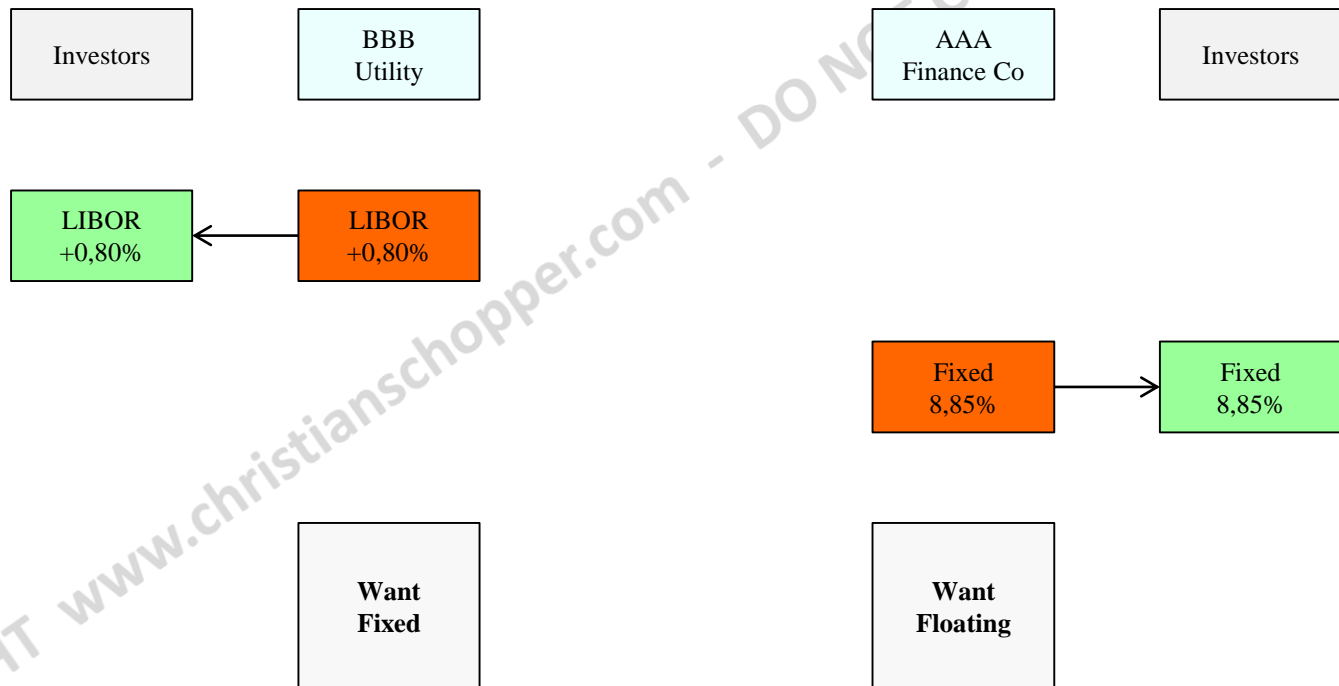 Investors
BBB
Utility
AAA
Finance Co
Investors
LIBOR
+0,80%
LIBOR
+0,80%
Fixed
8,85%
Fixed
8,85%
Want
Fixed
Want
Floating
www.christianschopper.com - DO